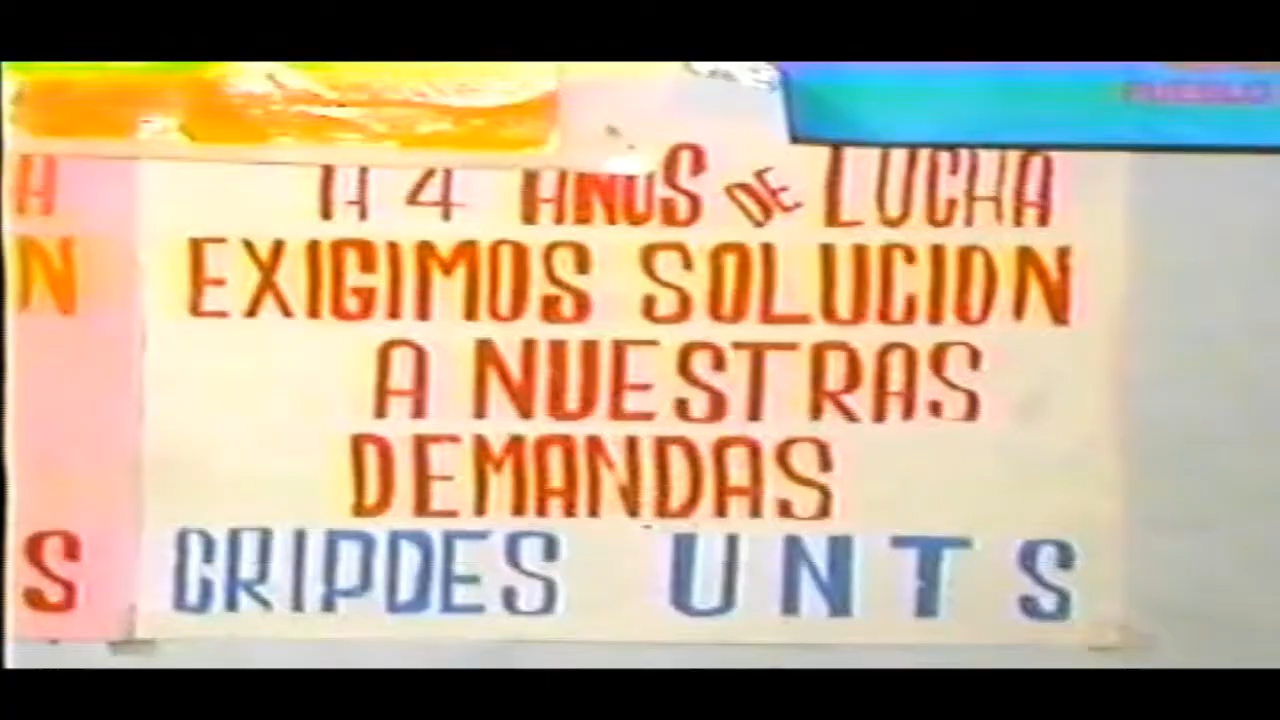 A 4 AÑOS DE LUCHA
EXIGIMOS SOLUCION
A NUESTRAS
DEMANDAS
CRIPDES UNTS
A
N
S